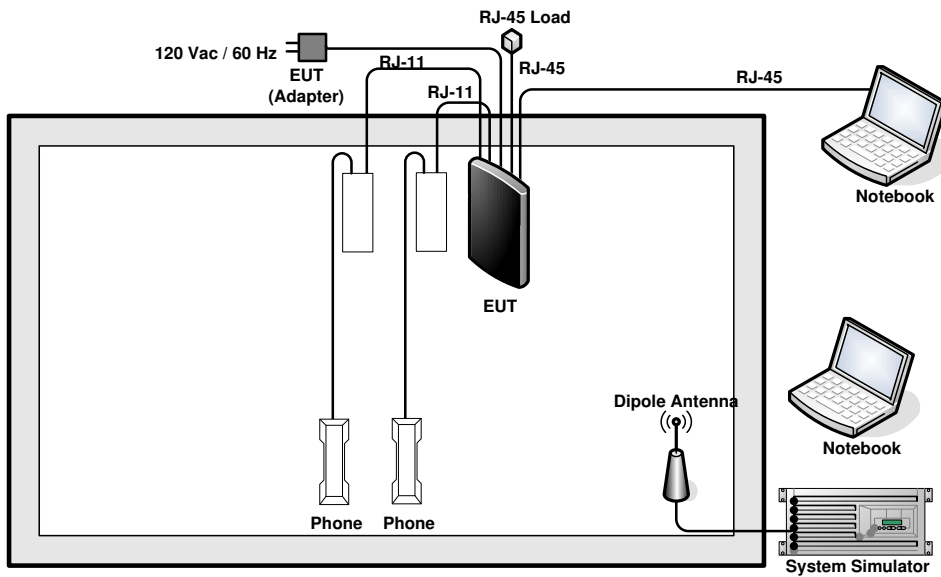 RJ-45 Load
120 Vac / 60 Hz
EUT
(Adapter)
RJ-11
RJ-45
RJ-45
RJ-11
Notebook
EUT
Dipole Antenna
Notebook
Phone
Phone
System Simulator